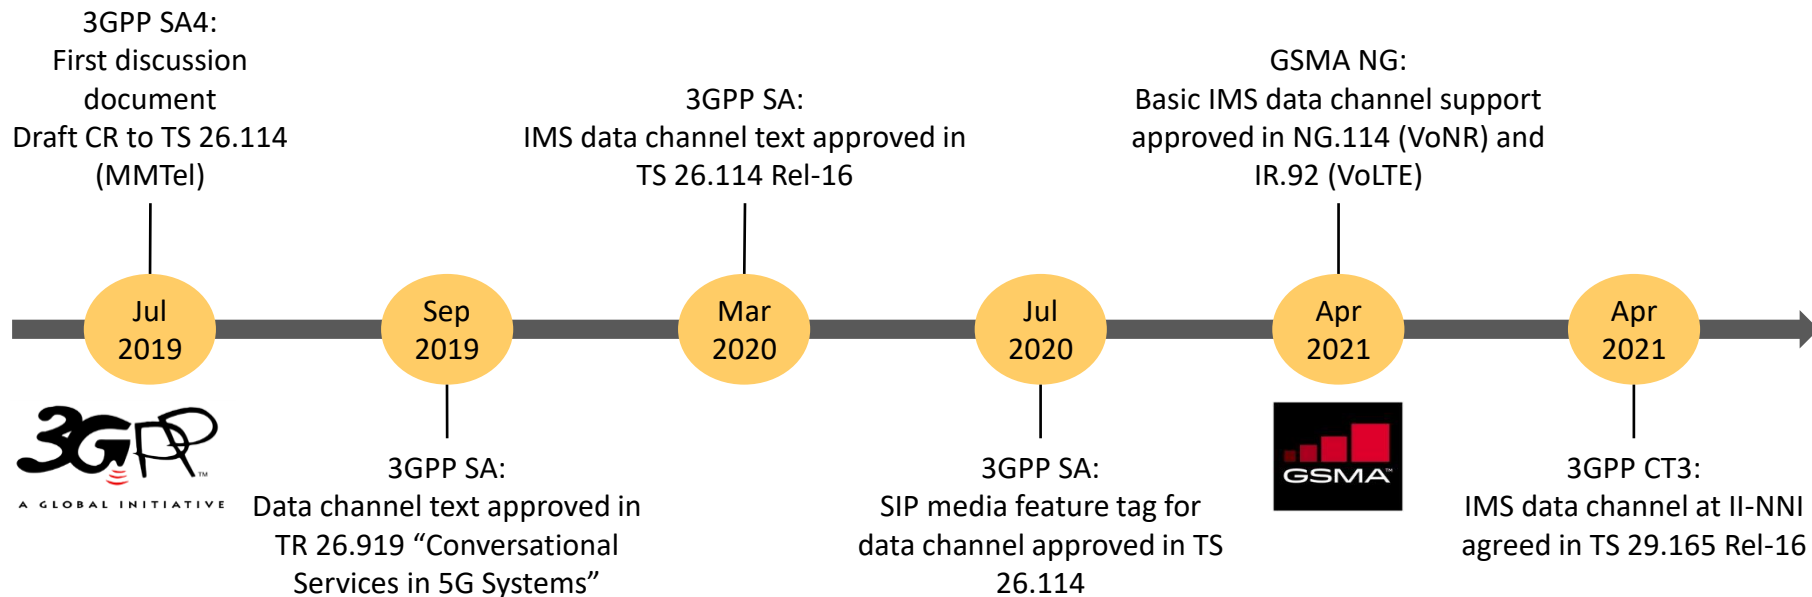 3GPP SA4:
First discussion
document
Draft CR to TS 26.114
(MMTel)
3GPP SA:
IMS data channel text approved in
TS 26.114 Rel-16
GSMA NG:
Basic IMS data channel support
approved in NG.114 (VoNR) and
IR.92 (VoLTE)
Jul
2019
Sep
2019
Mar
2020
Jul
2020
Apr
2021
Apr
2021
3GPP™
A GLOBAL INITIATIVE
3GPP SA:
Data channel text approved in
TR 26.919 “Conversational
Services in 5G Systems”
3GPP SA:
SIP media feature tag for
data channel approved in TS
26.114
GSMA™
3GPP CT3:
IMS data channel at II-NNI
agreed in TS 29.165 Rel-16